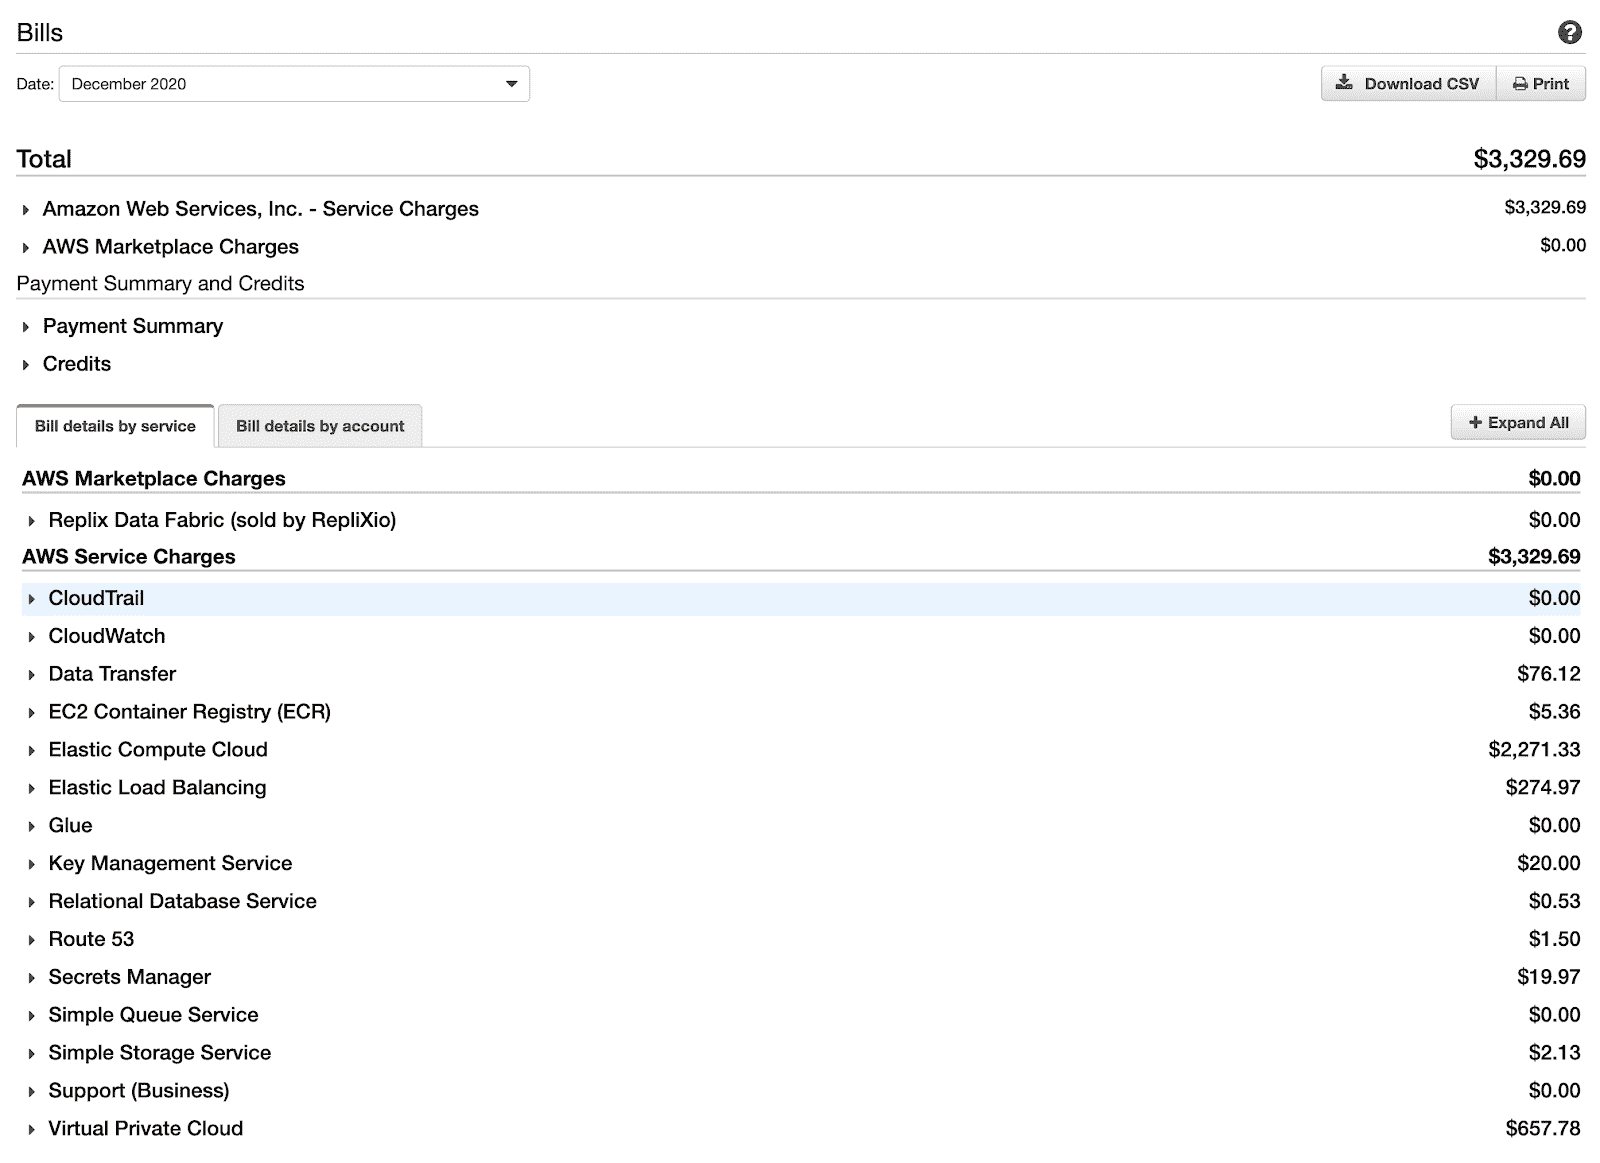 Bills
Date: December 2020 Download CSV Print
Total $3,329.69
Amazon Web Services, Inc. - Service Charges $3,329.69
AWS Marketplace Charges $0.00
Payment Summary and Credits
Payment Summary
Credits
Bill details by service Bill details by account + Expand All
AWS Marketplace Charges $0.00
Replix Data Fabric (sold by RepliXio) $0.00
AWS Service Charges $3,329.69
CloudTrail $0.00
CloudWatch $0.00
Data Transfer $76.12
EC2 Container Registry (ECR) $5.36
Elastic Compute Cloud $2,271.33
Elastic Load Balancing $274.97
Glue $0.00
Key Management Service $20.00
Relational Database Service $0.53
Route 53 $1.50
Secrets Manager $19.97
Simple Queue Service $0.00
Simple Storage Service $2.13
Support (Business) $0.00
Virtual Private Cloud $657.78